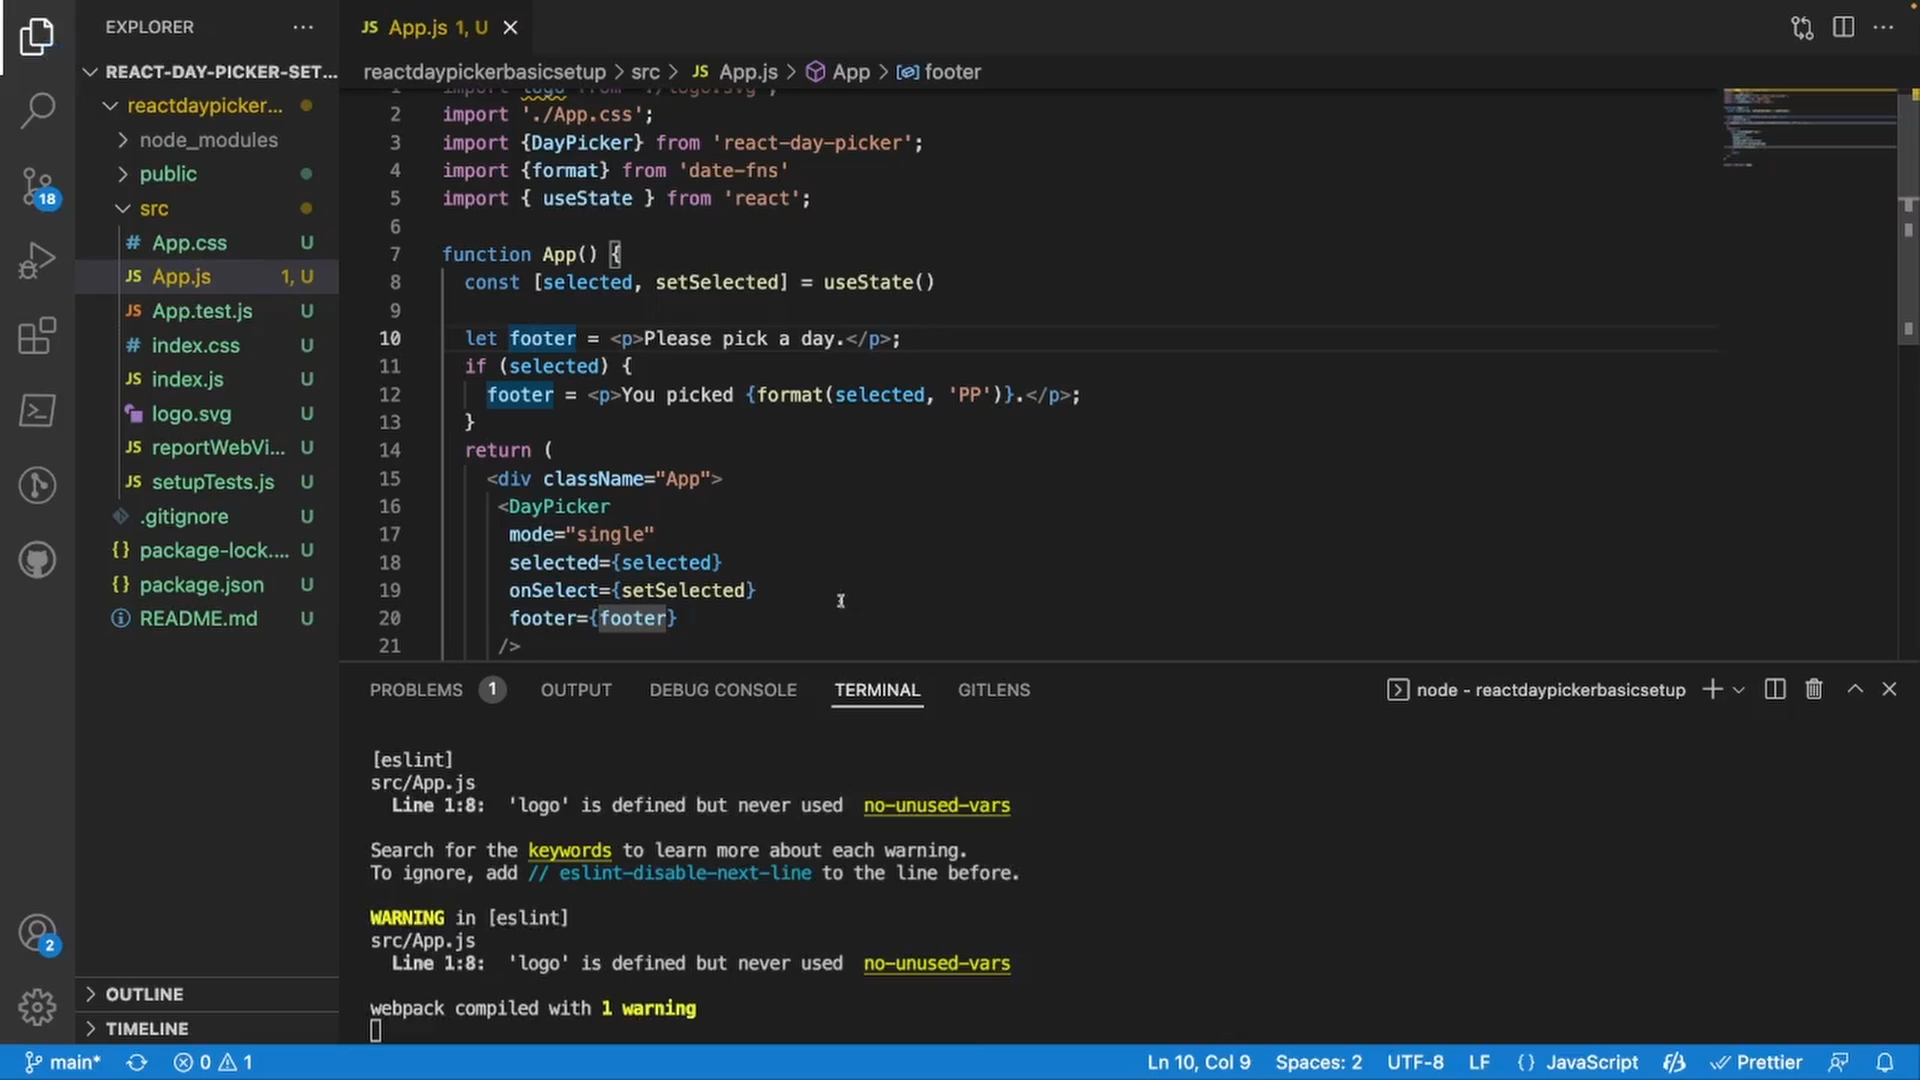 EXPLORER
REACT-DAY-PICKER-SET...
reactdaypicker...
node_modules
public
src
# App.css U
JS App.js 1, U
JS App.test.js U
# index.css U
JS index.js U
logo.svg U
JS reportWebVi... U
JS setupTests.js U
.gitignore U
{} package-lock.... U
{} package.json U
README.md U
OUTLINE
TIMELINE
18
2
JS App.js 1, U
reactdaypickerbasicsetup > src > JS App.js > App > footer
1 import logo from './logo.svg';
2 import './App.css';
3 import {DayPicker} from 'react-day-picker';
4 import {format} from 'date-fns'
5 import { useState } from 'react';
6
7 function App() {
8 const [selected, setSelected] = useState()
9
10 let footer = <p>Please pick a day.</p>;
11 if (selected) {
12 footer = <p>You picked {format(selected, 'PP')}.</p>;
13 }
14 return (
15 <div className="App">
16 <DayPicker
17 mode="single"
18 selected={selected}
19 onSelect={setSelected}
20 footer={footer}
21 />
PROBLEMS 1 OUTPUT DEBUG CONSOLE TERMINAL GITLENS node - reactdaypickerbasicsetup
[eslint]
src/App.js
Line 1:8: 'logo' is defined but never used no-unused-vars
Search for the keywords to learn more about each warning.
To ignore, add // eslint-disable-next-line to the line before.
WARNING in [eslint]
src/App.js
Line 1:8: 'logo' is defined but never used no-unused-vars
webpack compiled with 1 warning
main* 0 1 Ln 10, Col 9 Spaces: 2 UTF-8 LF {} JavaScript Prettier